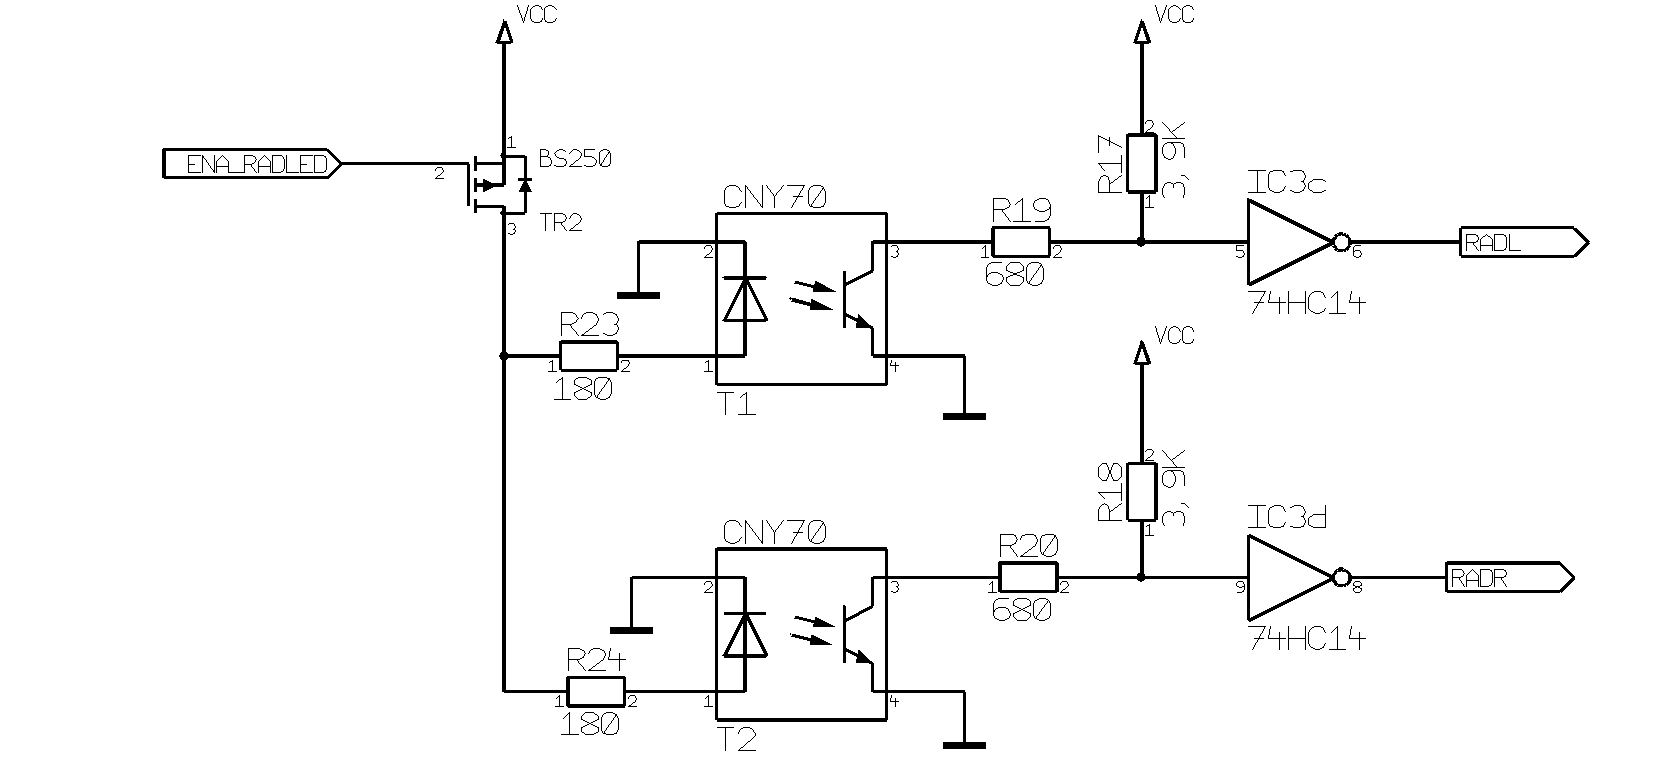 VCC
VCC
1
ENA_RADLED
2
BS250
3
TR2
2
R17
3,9K
1
CNY70
R19
IC3c
2
3
1
2
680
5
6
RADL
74HC14
R23
1
2
180
1
4
T1
VCC
2
R18
3,9K
1
CNY70
R20
IC3d
2
3
1
2
680
9
8
RADR
74HC14
R24
1
2
180
1
4
T2